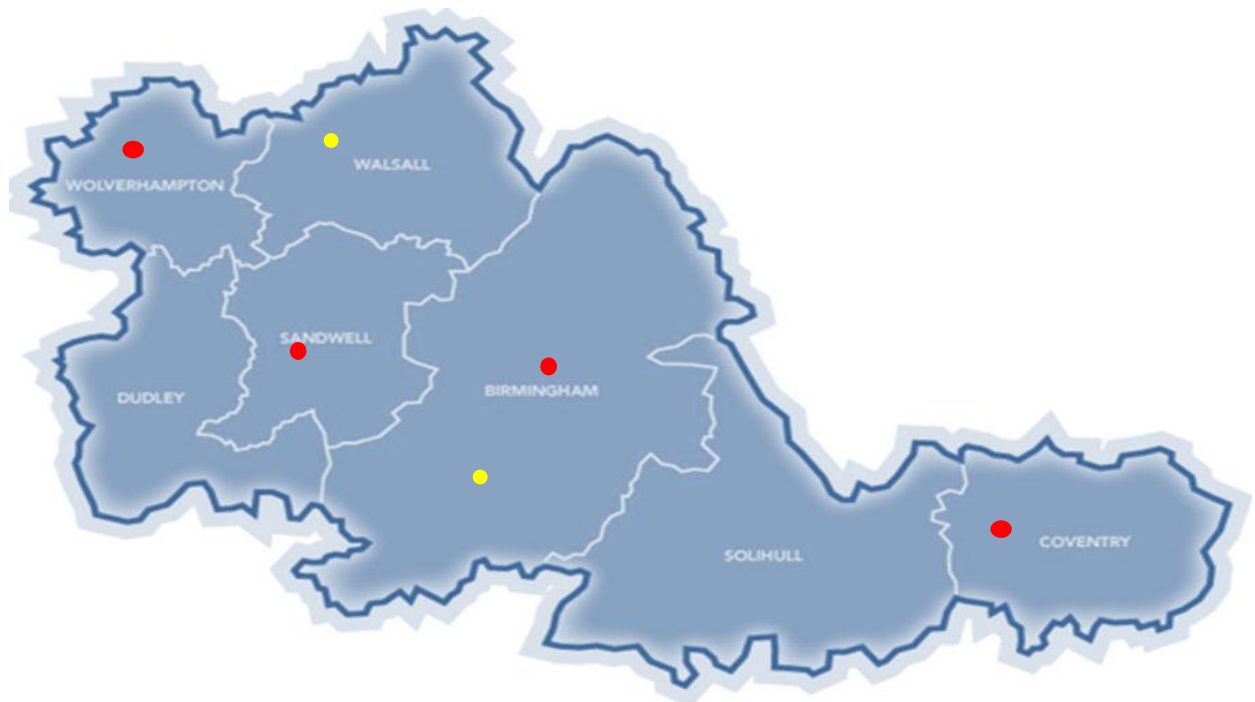 WALSALL
WOLVERHAMPTON
SANDWELL
BIRMINGHAM
DUDLEY
COVENTRY
SOLIHULL